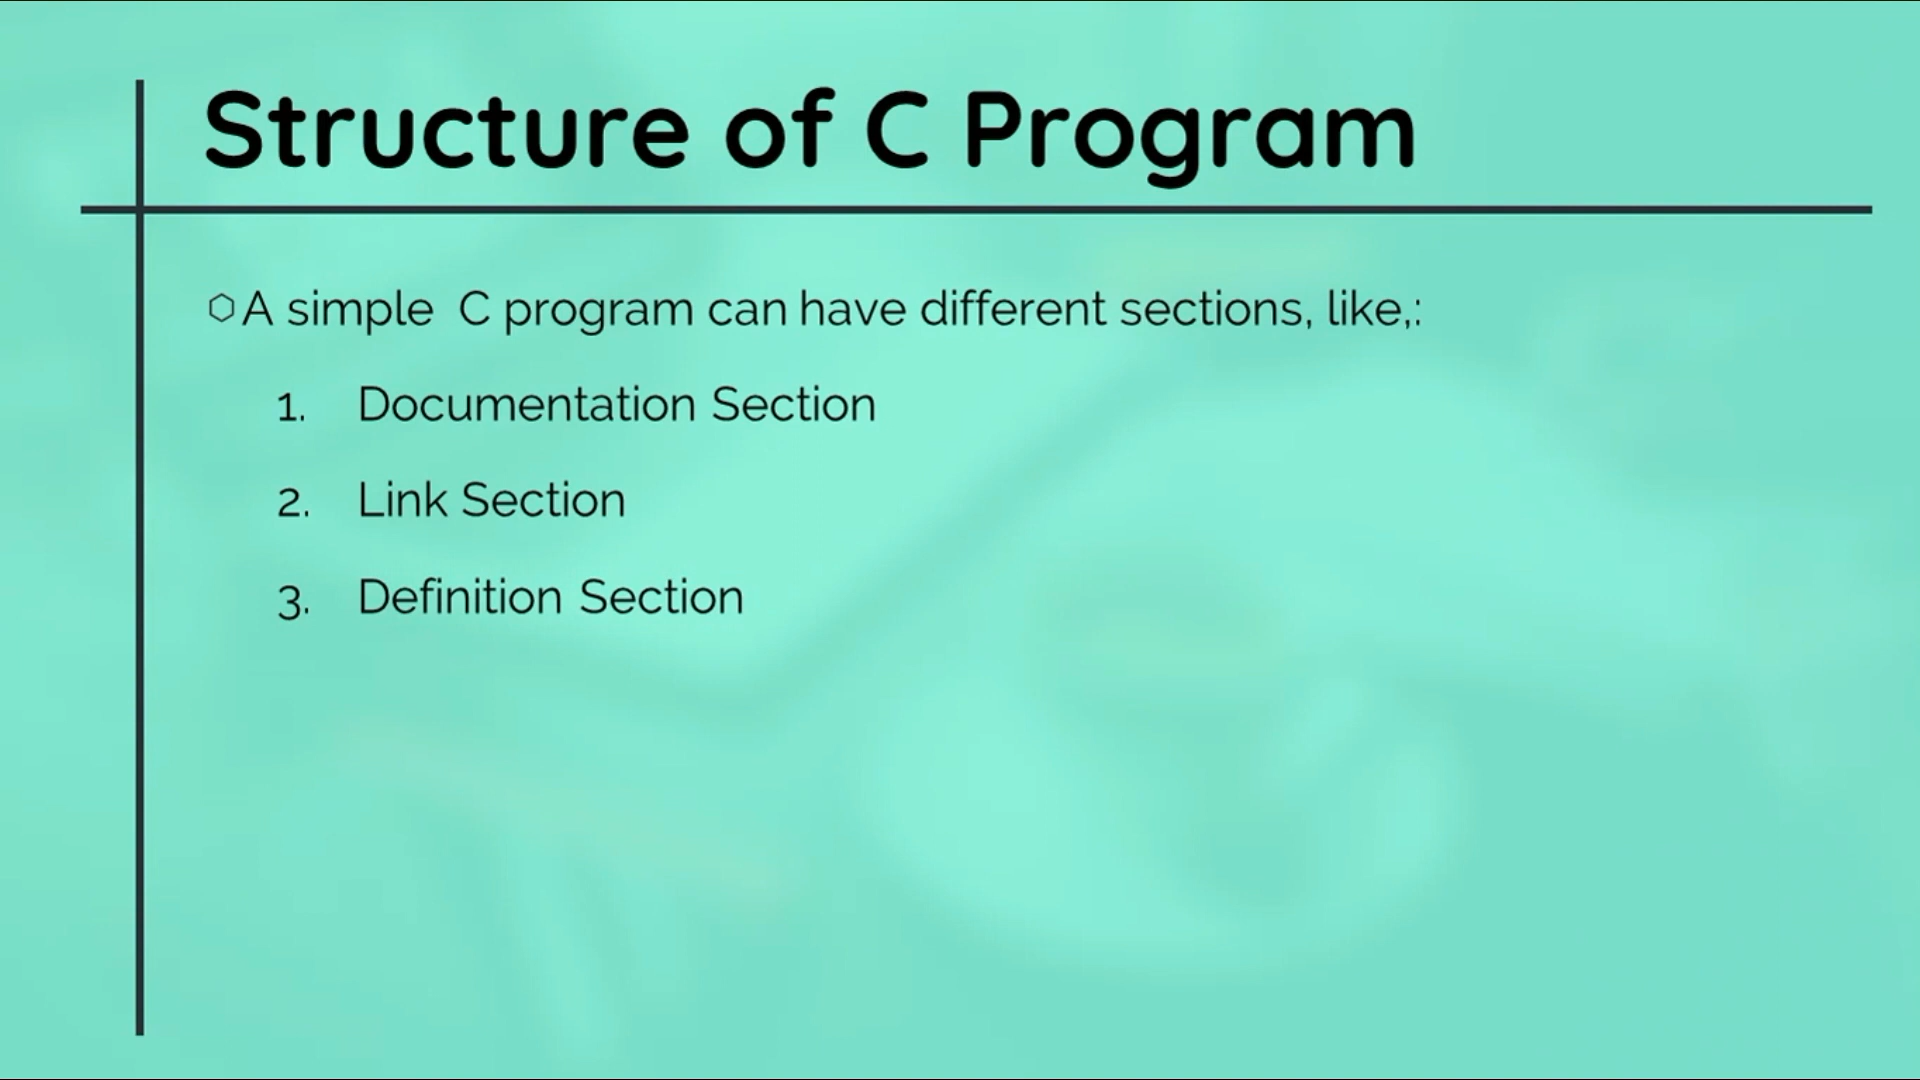 Structure of C Program
A simple C program can have different sections, like,:
1. Documentation Section
2. Link Section
3. Definition Section